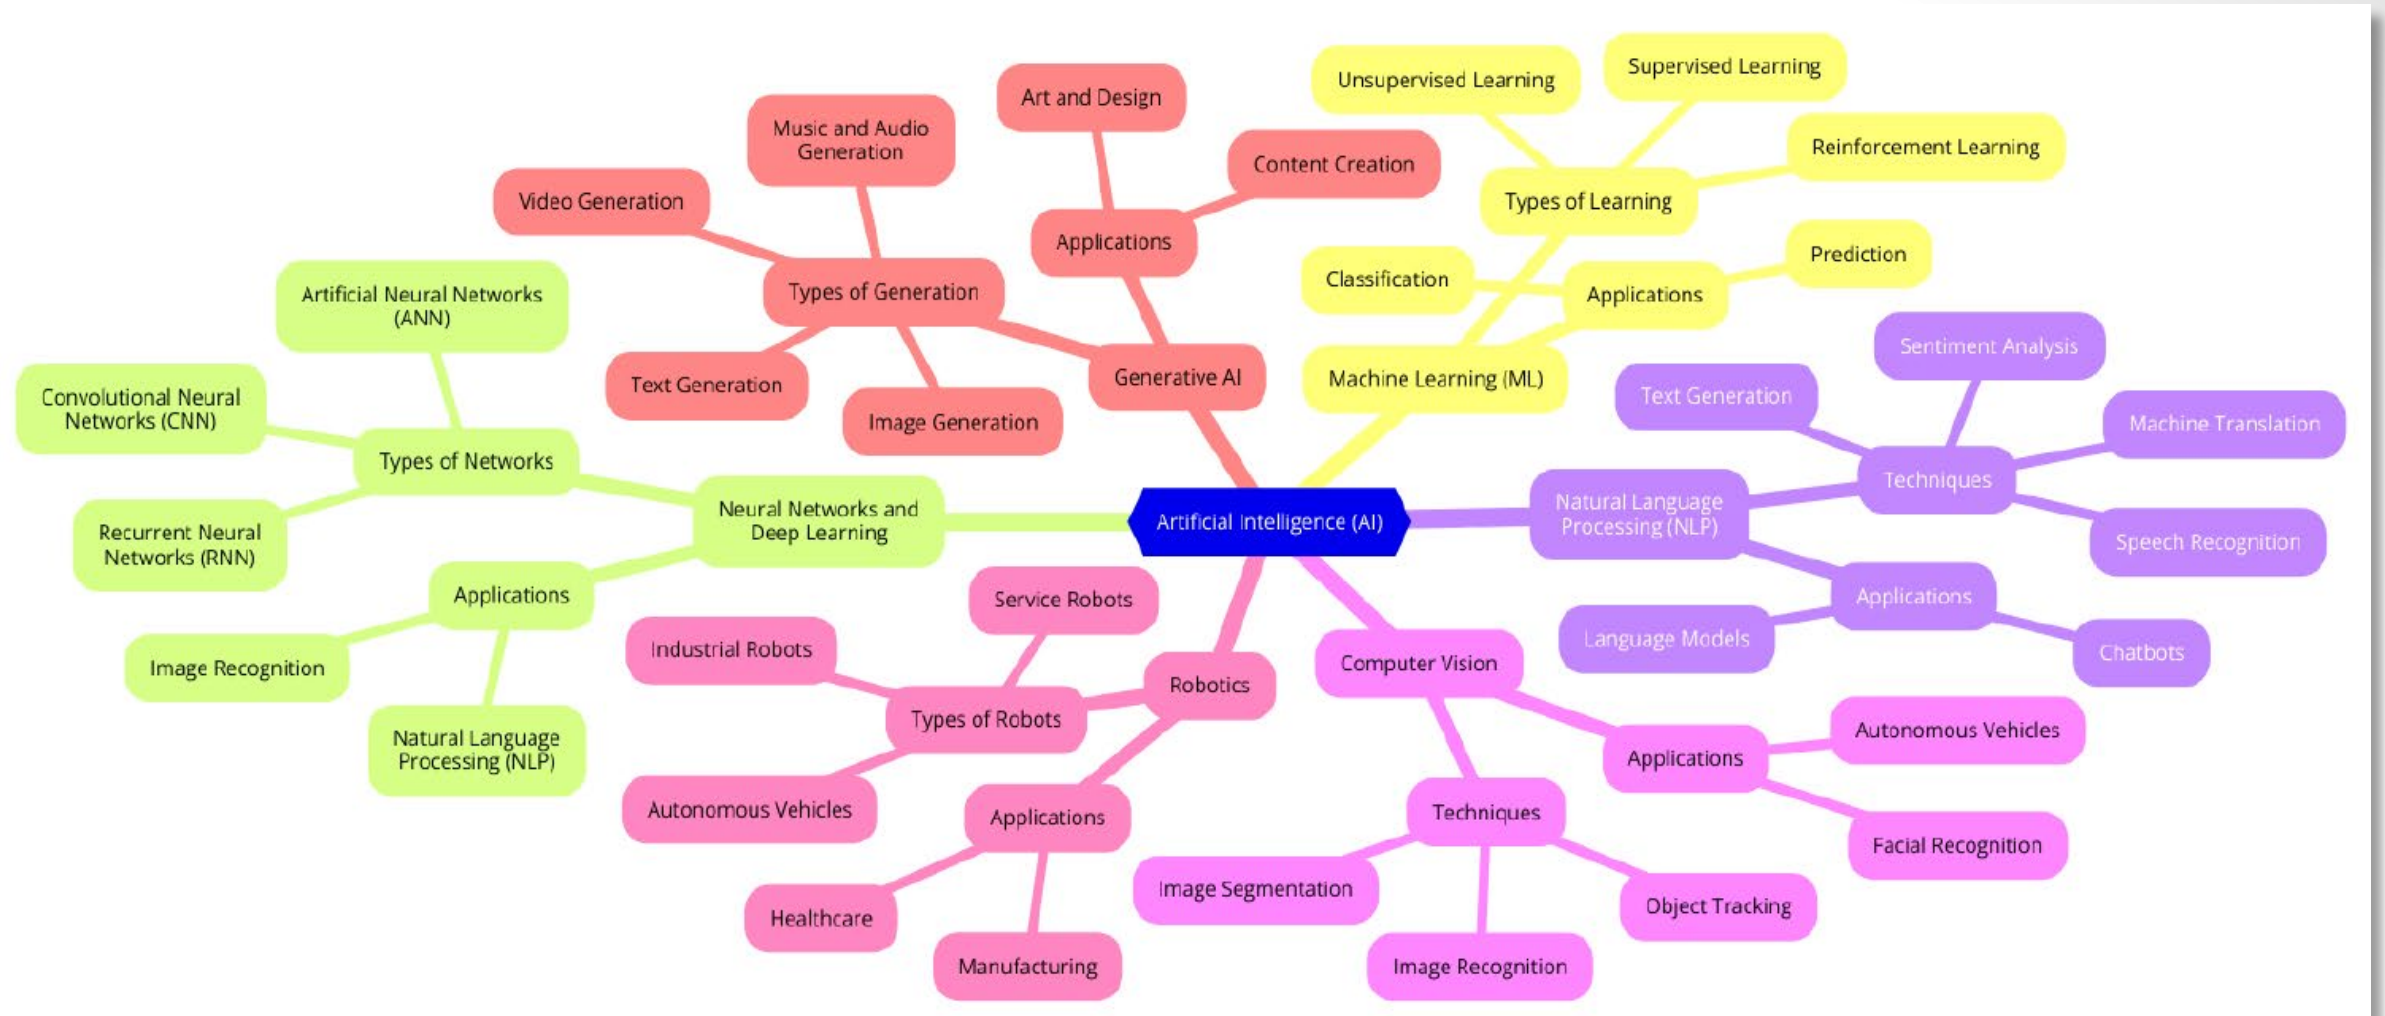 Artificial Intelligence (AI)
Machine Learning (ML)
Types of Learning
Unsupervised Learning
Supervised Learning
Reinforcement Learning
Applications
Classification
Prediction
Natural Language
Processing (NLP)
Techniques
Text Generation
Sentiment Analysis
Machine Translation
Speech Recognition
Applications
Language Models
Chatbots
Computer Vision
Applications
Autonomous Vehicles
Facial Recognition
Techniques
Image Segmentation
Image Recognition
Object Tracking
Robotics
Types of Robots
Service Robots
Industrial Robots
Autonomous Vehicles
Applications
Healthcare
Manufacturing
Neural Networks and
Deep Learning
Types of Networks
Artificial Neural Networks
(ANN)
Convolutional Neural
Networks (CNN)
Recurrent Neural
Networks (RNN)
Applications
Image Recognition
Natural Language
Processing (NLP)
Generative AI
Types of Generation
Video Generation
Music and Audio
Generation
Text Generation
Image Generation
Applications
Art and Design
Content Creation